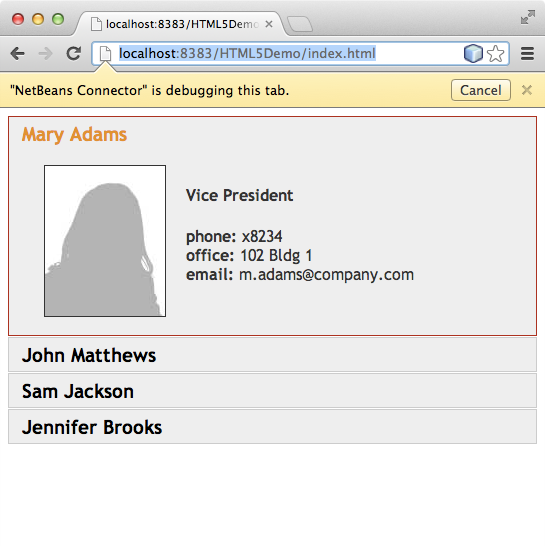 localhost:8383/HTML5Demo
localhost:8383/HTML5Demo/index.html
"NetBeans Connector" is debugging this tab.
Cancel
Mary Adams
Vice President
phone: x8234
office: 102 Bldg 1
email: m.adams@company.com
John Matthews
Sam Jackson
Jennifer Brooks